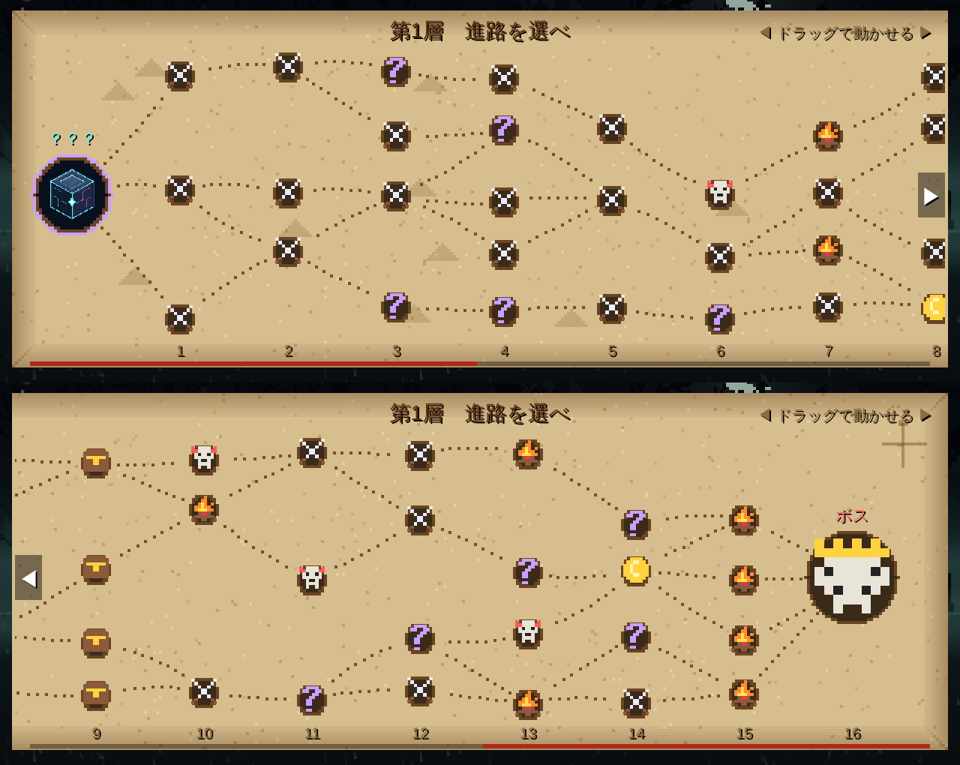 第1層　進路を選べ
◀ ドラッグで動かせる ▶
? ? ?
1 2 3 4 5 6 7 8
第1層　進路を選べ
◀ ドラッグで動かせる ▶
ボス
9 10 11 12 13 14 15 16